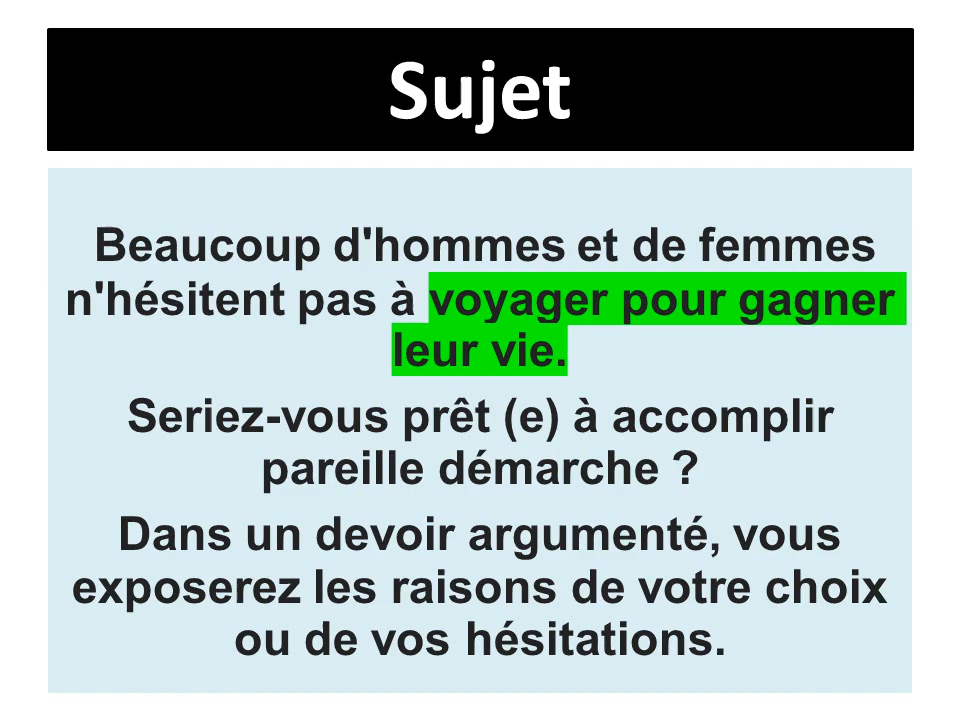 Sujet
Beaucoup d'hommes et de femmes
n'hésitent pas à voyager pour gagner
leur vie.
Seriez-vous prêt (e) à accomplir
pareille démarche ?
Dans un devoir argumenté, vous
exposerez les raisons de votre choix
ou de vos hésitations.